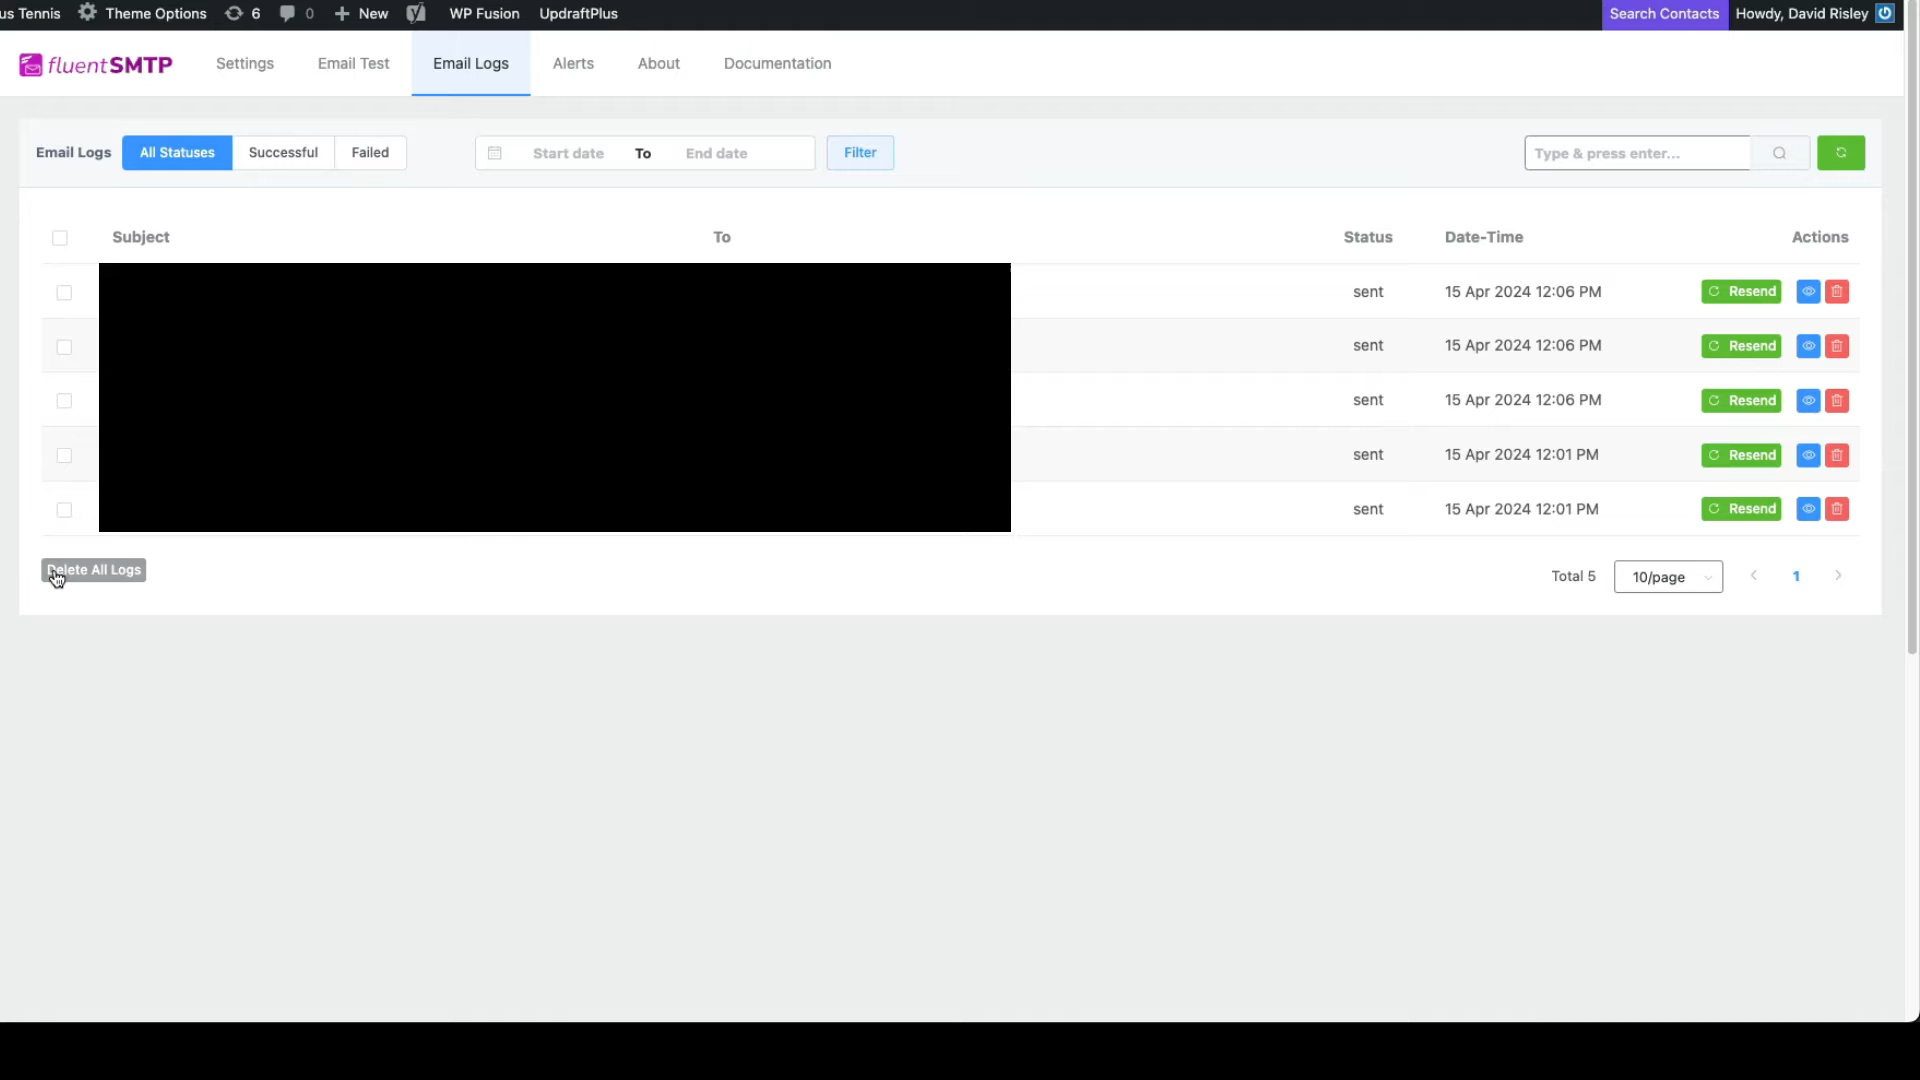 us Tennis Theme Options 6 0 New WP Fusion UpdraftPlus Search Contacts Howdy, David Risley
fluentSMTP Settings Email Test Email Logs Alerts About Documentation
Email Logs All Statuses Successful Failed Start date To End date Filter Type & press enter...
Subject To Status Date-Time Actions
sent 15 Apr 2024 12:06 PM Resend
sent 15 Apr 2024 12:06 PM Resend
sent 15 Apr 2024 12:06 PM Resend
sent 15 Apr 2024 12:01 PM Resend
sent 15 Apr 2024 12:01 PM Resend
Delete All Logs
Total 5 10/page 1